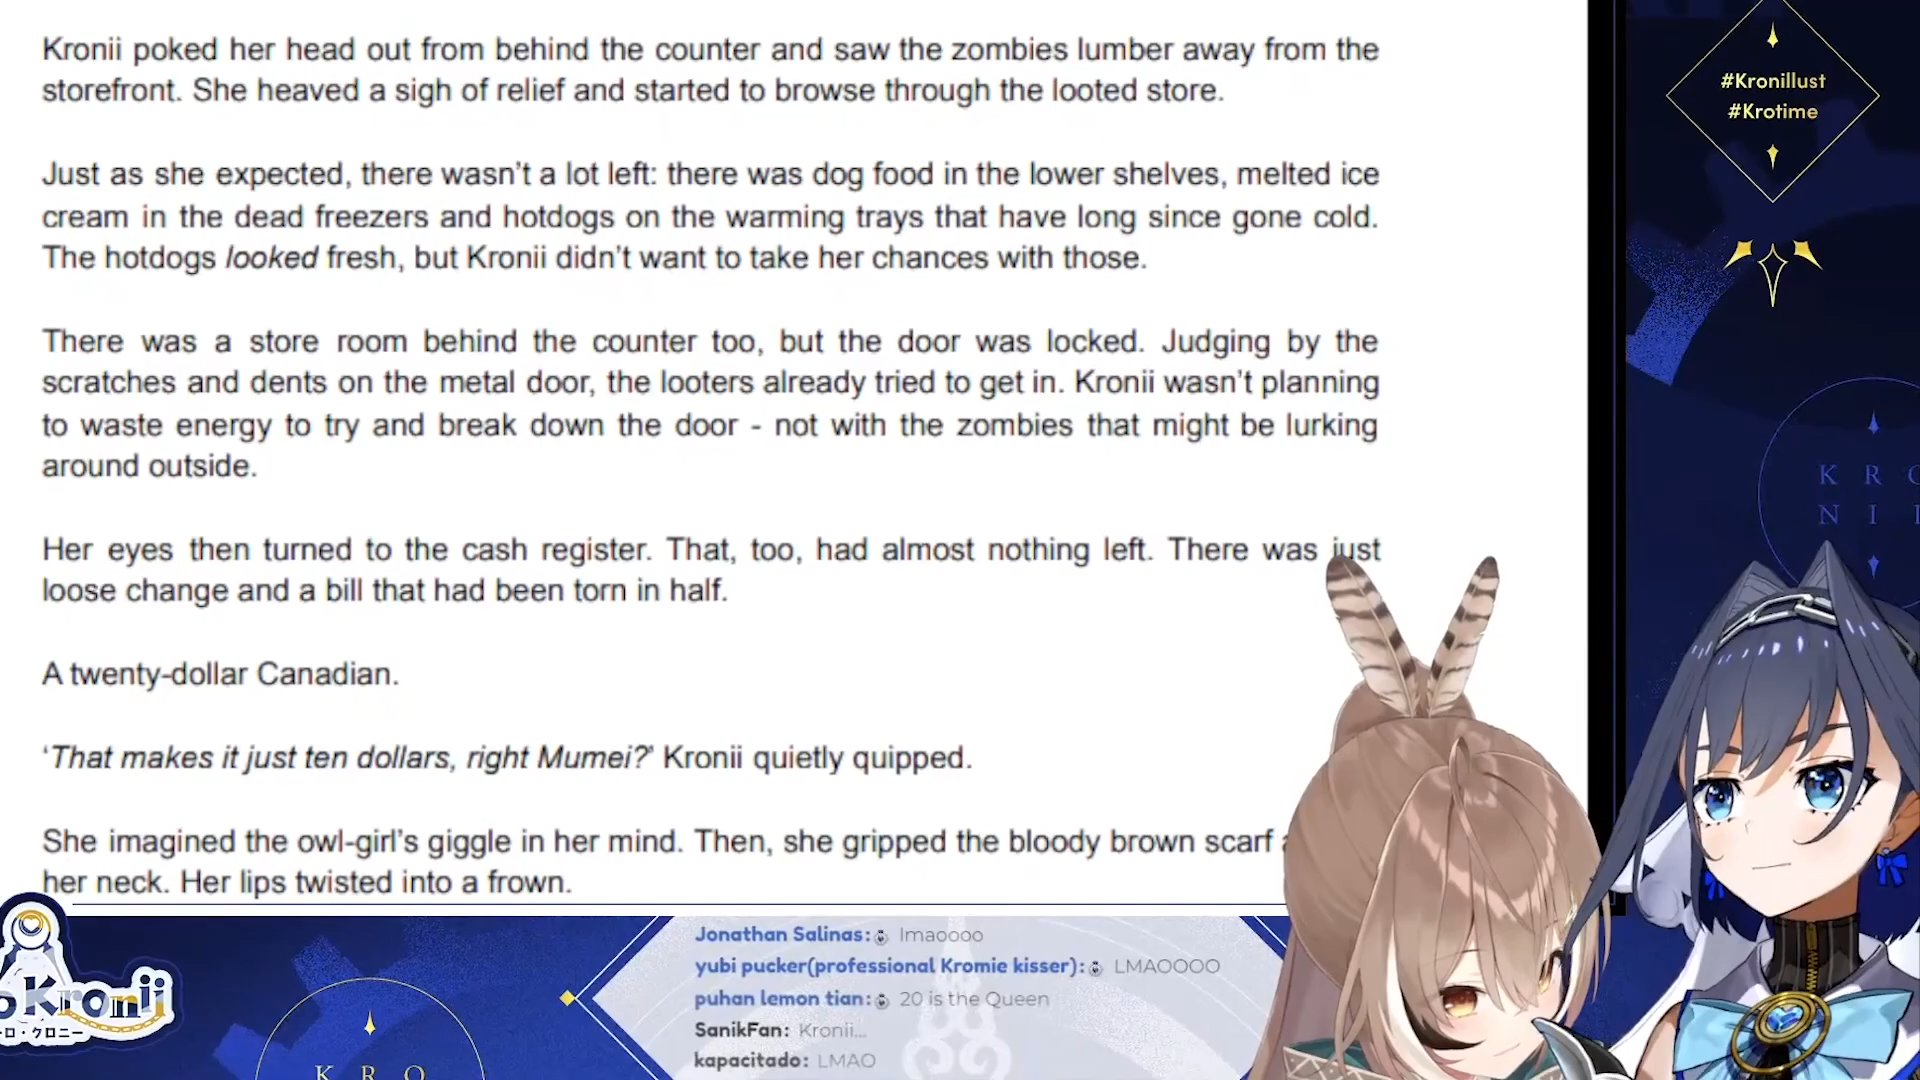 Kronii poked her head out from behind the counter and saw the zombies lumber away from the
storefront. She heaved a sigh of relief and started to browse through the looted store.
Just as she expected, there wasn't a lot left: there was dog food in the lower shelves, melted ice
cream in the dead freezers and hotdogs on the warming trays that have long since gone cold.
The hotdogs looked fresh, but Kronii didn't want to take her chances with those.
There was a store room behind the counter too, but the door was locked. Judging by the
scratches and dents on the metal door, the looters already tried to get in. Kronii wasn't planning
to waste energy to try and break down the door - not with the zombies that might be lurking
around outside.
Her eyes then turned to the cash register. That, too, had almost nothing left. There was just
loose change and a bill that had been torn in half.
A twenty-dollar Canadian.
'That makes it just ten dollars, right Mumei?' Kronii quietly quipped.
She imagined the owl-girl's giggle in her mind. Then, she gripped the bloody brown scarf
her neck. Her lips twisted into a frown.
#Kronillust
#Krotime
K R O
N I I
Kronii
ロ・クロニー
K R O
Jonathan Salinas: lmaoooo
yubi pucker(professional Kromie kisser): LMAOOOO
puhan lemon tian: 20 is the Queen
SanikFan: Kronii...
kapacitado: LMAO